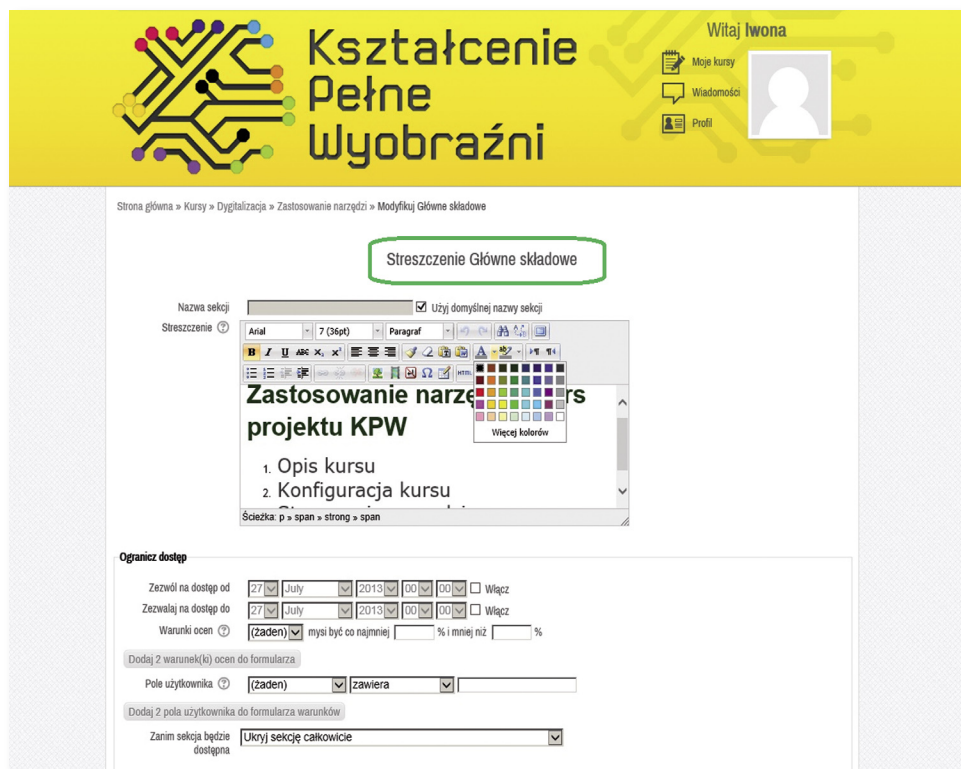 Kształcenie
Pełne
Wyobraźni
Witaj Iwona
Moje kursy
Wiadomości
Profil
Strona główna » Kursy » Dygitalizacja » Zastosowanie narzędzi » Modyfikuj Główne składowe
Streszczenie Główne składowe
Nazwa sekcji
Użyj domyślnej nazwy sekcji
Streszczenie
Arial 7 (36pt) Paragraf
B I U ABC X₂ X²
HTML
Więcej kolorów
Zastosowanie rs
projektu KPW
1. Opis kursu
2. Konfiguracja kursu
Ścieżka: p » span » strong » span
Ogranicz dostęp
Zezwól na dostęp od 27 July 2013 00 00 Włącz
Zezwalaj na dostęp do 27 July 2013 00 00 Włącz
Warunki ocen (żaden) mysi być co najmniej % i mniej niż %
Dodaj 2 warunek(ki) ocen do formularza
Pole użytkownika (żaden) zawiera
Dodaj 2 pola użytkownika do formularza warunków
Zanim sekcja będzie Ukryj sekcję całkowicie
dostępna